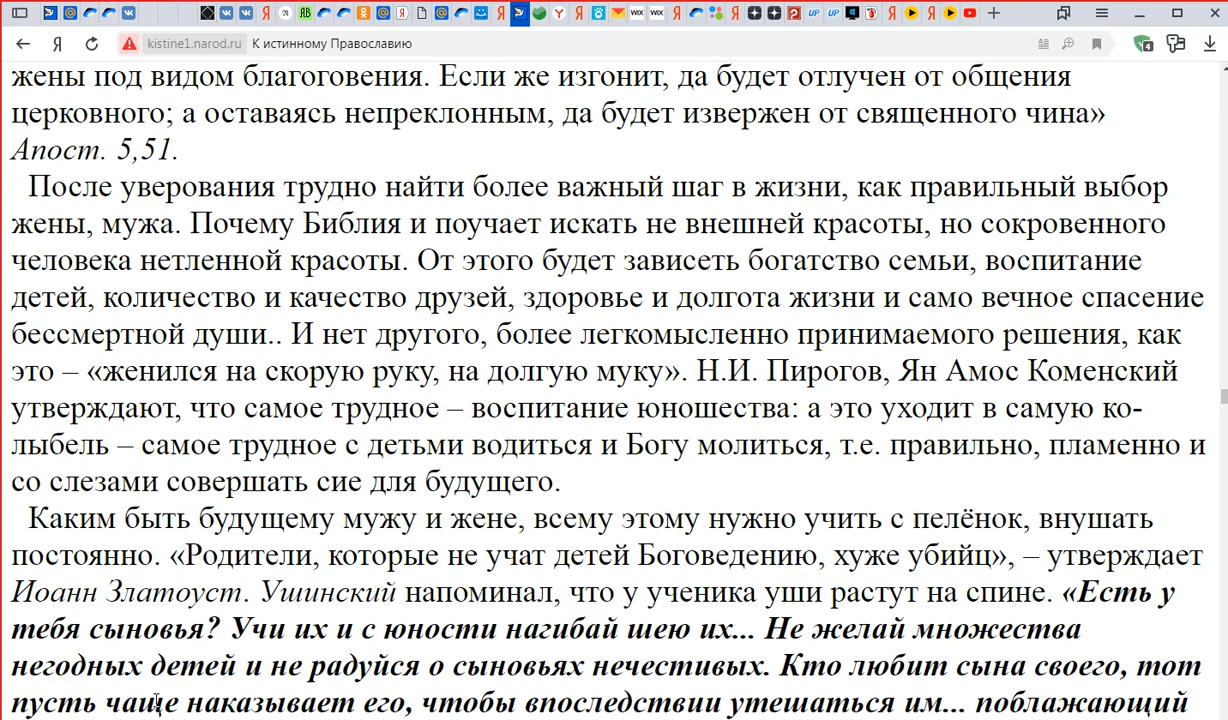 kistine1.narod.ru К истинному Православию
4
жены под видом благоговения. Если же изгонит, да будет отлучен от общения
церковного; а оставаясь непреклонным, да будет извержен от священного чина»
Апост. 5,51.
После уверования трудно найти более важный шаг в жизни, как правильный выбор
жены, мужа. Почему Библия и поучает искать не внешней красоты, но сокровенного
человека нетленной красоты. От этого будет зависеть богатство семьи, воспитание
детей, количество и качество друзей, здоровье и долгота жизни и само вечное спасение
бессмертной души.. И нет другого, более легкомысленно принимаемого решения, как
это – «женился на скорую руку, на долгую муку». Н.И. Пирогов, Ян Амос Коменский
утверждают, что самое трудное – воспитание юношества: а это уходит в самую ко-
лыбель – самое трудное с детьми водиться и Богу молиться, т.е. правильно, пламенно и
со слезами совершать сие для будущего.
Каким быть будущему мужу и жене, всему этому нужно учить с пелёнок, внушать
постоянно. «Родители, которые не учат детей Боговедению, хуже убийц», – утверждает
Иоанн Златоуст. Ушинский напоминал, что у ученика уши растут на спине. «Есть у
тебя сыновья? Учи их и с юности нагибай шею их... Не желай множества
негодных детей и не радуйся о сыновьях нечестивых. Кто любит сына своего, тот
пусть чаще наказывает его, чтобы впоследствии утешаться им... поблажающий